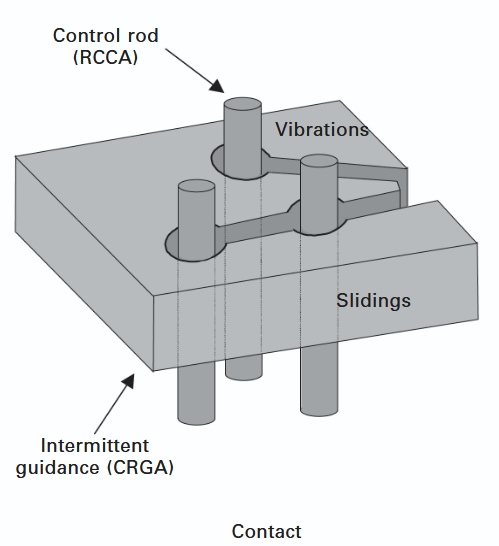 Control rod
(RCCA)
Vibrations
Slidings
Intermittent
guidance (CRGA)
Contact